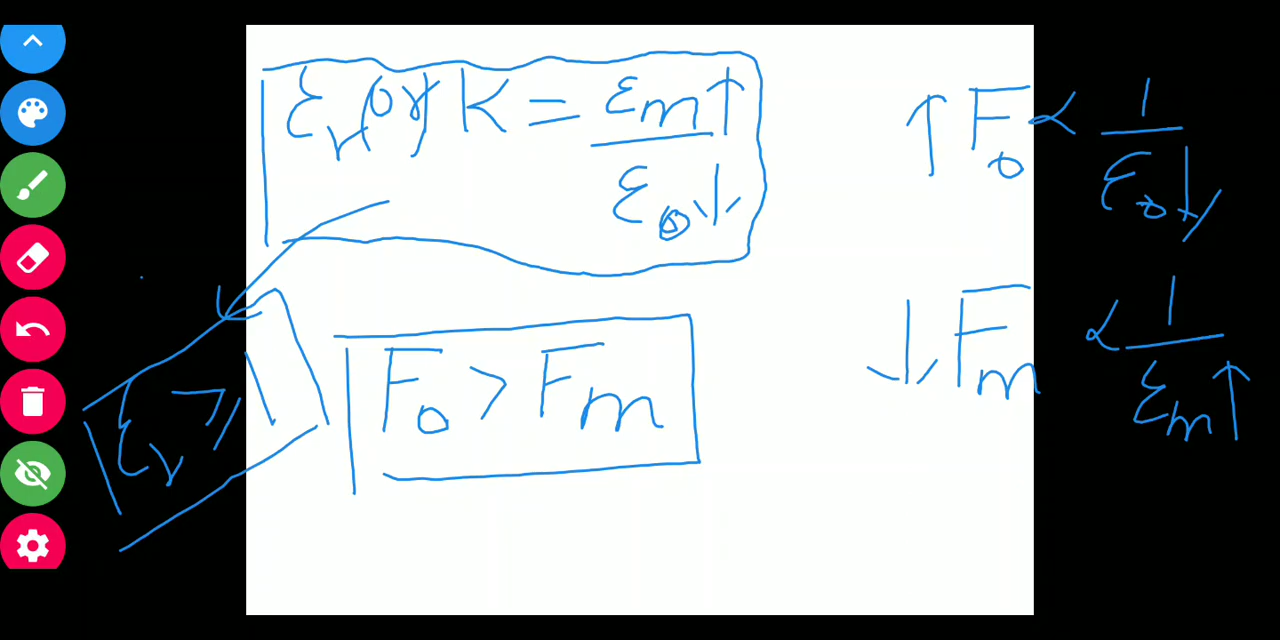 εr (or) K = εm↑ / ε0↓
↑F0 ∝ 1 / ε0↓
↓Fm ∝ 1 / εm↑
F0 > Fm
εr ≥ 1